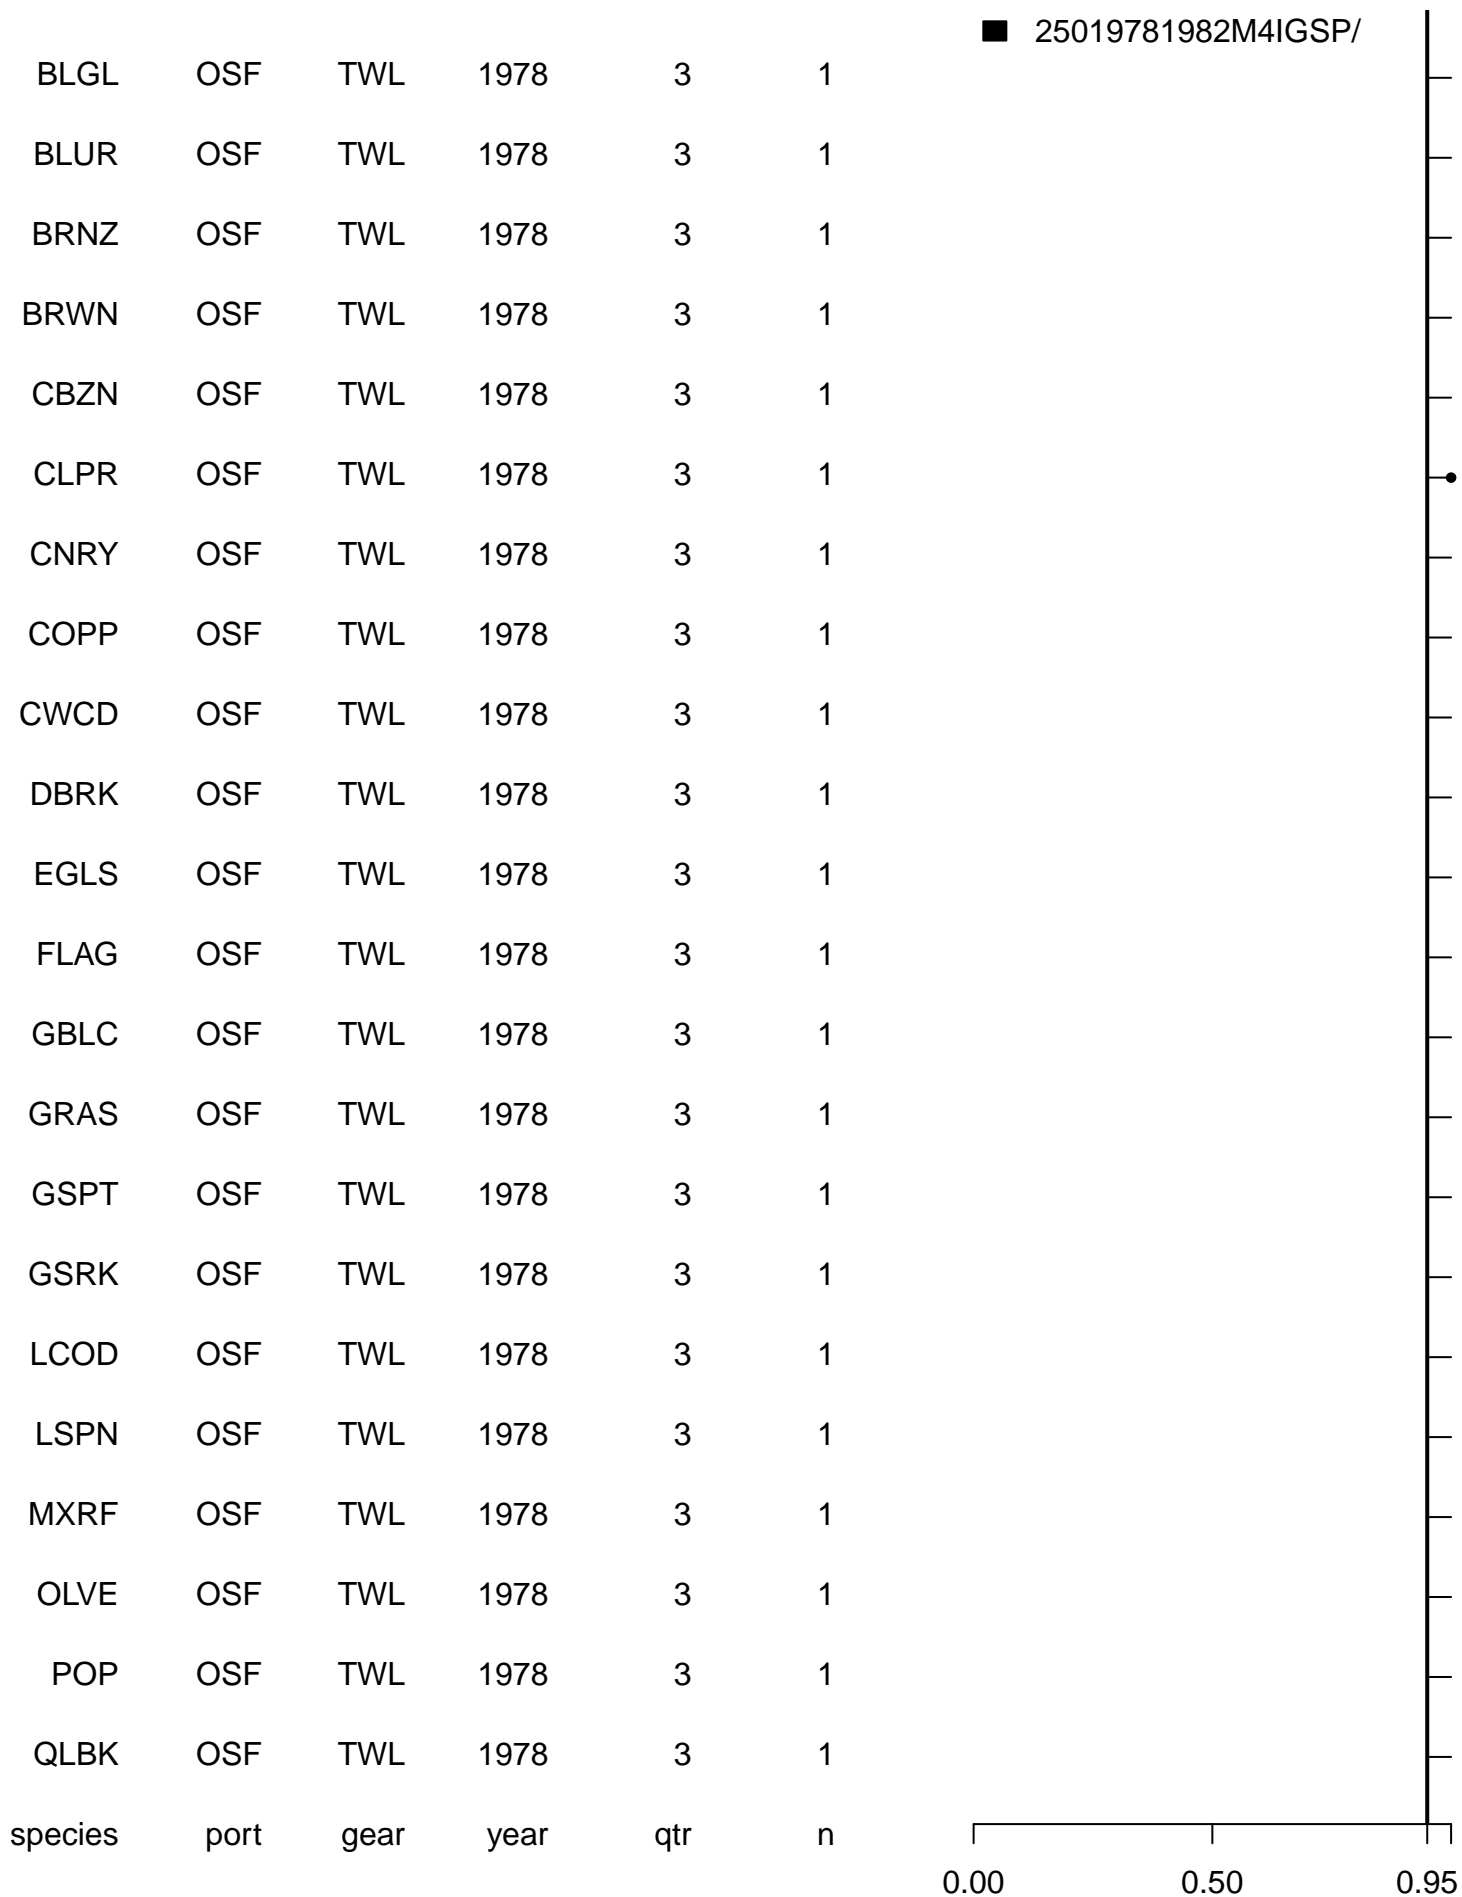 25019781982M4IGSP/
BLGL OSF TWL 1978 3 1
BLUR OSF TWL 1978 3 1
BRNZ OSF TWL 1978 3 1
BRWN OSF TWL 1978 3 1
CBZN OSF TWL 1978 3 1
CLPR OSF TWL 1978 3 1
CNRY OSF TWL 1978 3 1
COPP OSF TWL 1978 3 1
CWCD OSF TWL 1978 3 1
DBRK OSF TWL 1978 3 1
EGLS OSF TWL 1978 3 1
FLAG OSF TWL 1978 3 1
GBLC OSF TWL 1978 3 1
GRAS OSF TWL 1978 3 1
GSPT OSF TWL 1978 3 1
GSRK OSF TWL 1978 3 1
LCOD OSF TWL 1978 3 1
LSPN OSF TWL 1978 3 1
MXRF OSF TWL 1978 3 1
OLVE OSF TWL 1978 3 1
POP OSF TWL 1978 3 1
QLBK OSF TWL 1978 3 1
species port gear year qtr n
0.00 0.50 0.95